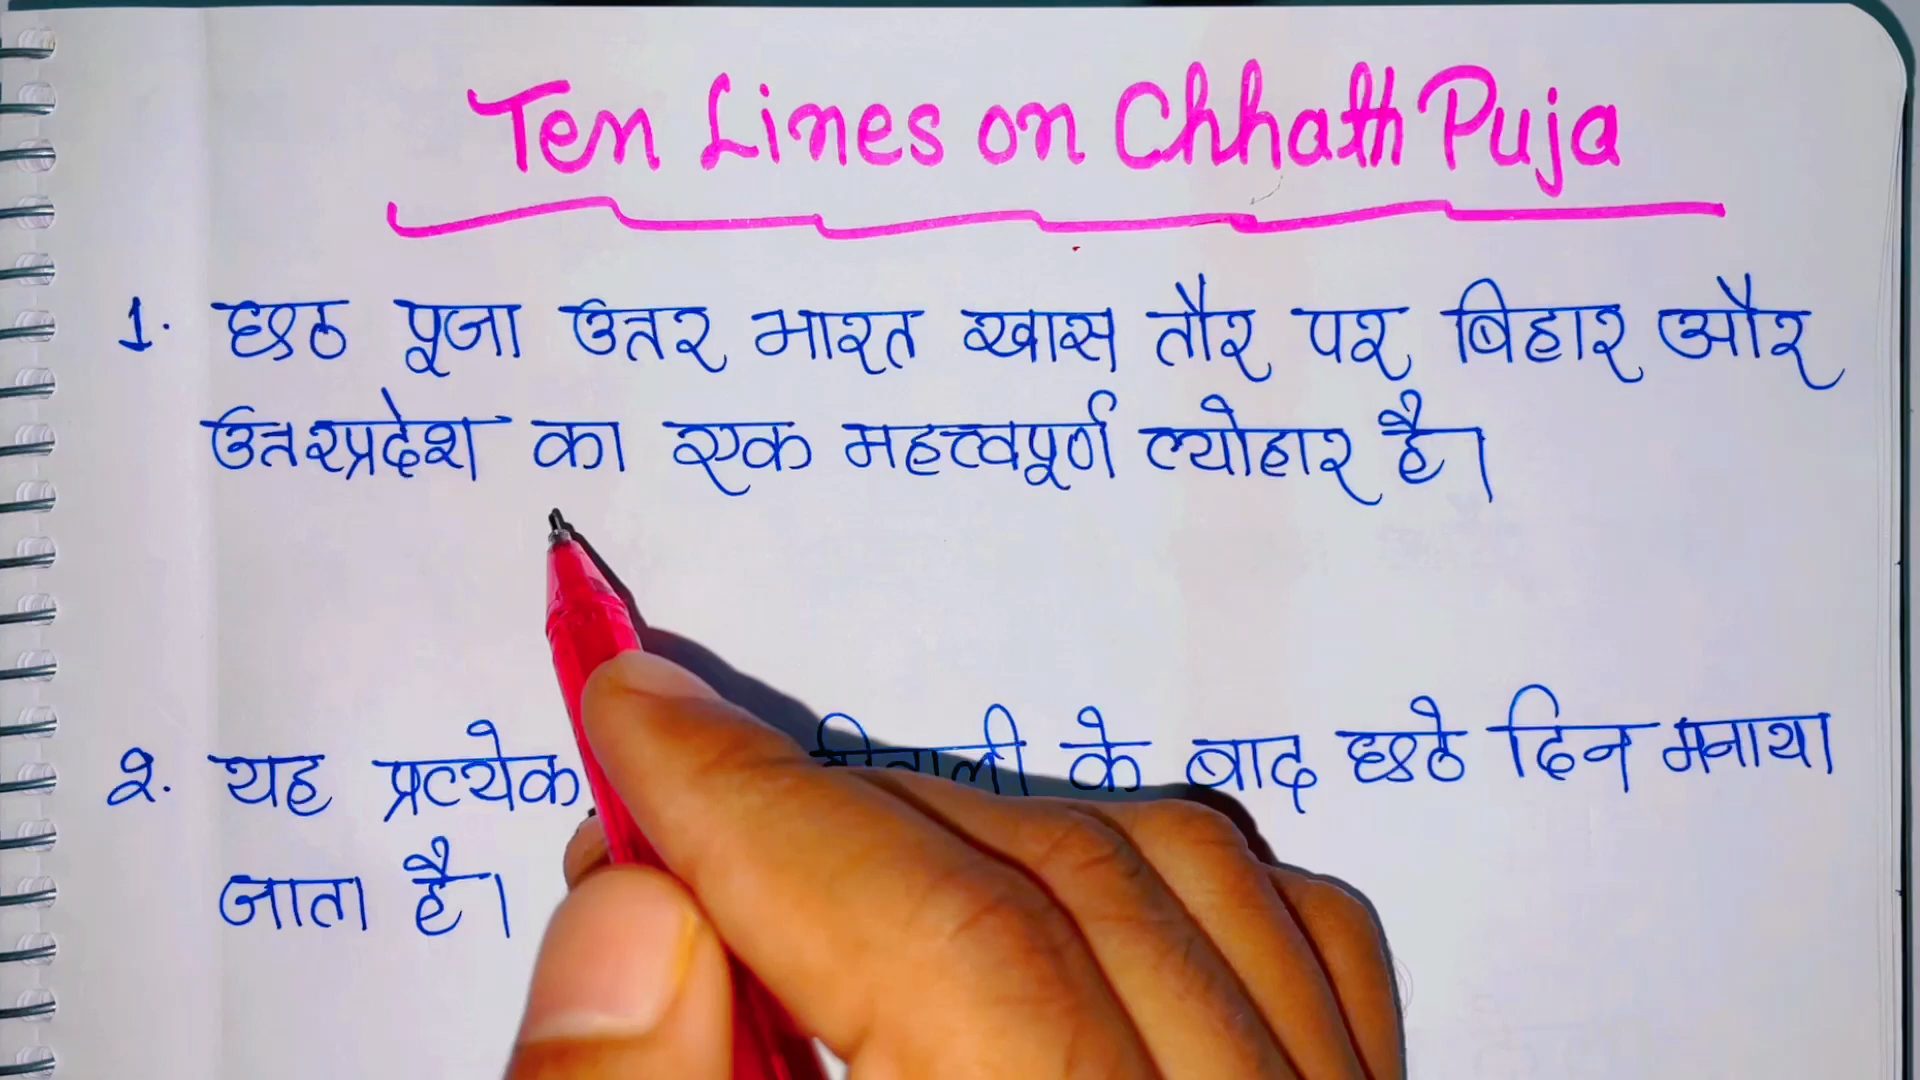 Ten Lines on Chhath Puja
1. छठ पूजा उत्तर भारत खास तौर पर बिहार और
उत्तरप्रदेश का एक महत्त्वपूर्ण त्योहार है।
२. यह प्रत्येक के बाद छठे दिन मनाया
जाता है।